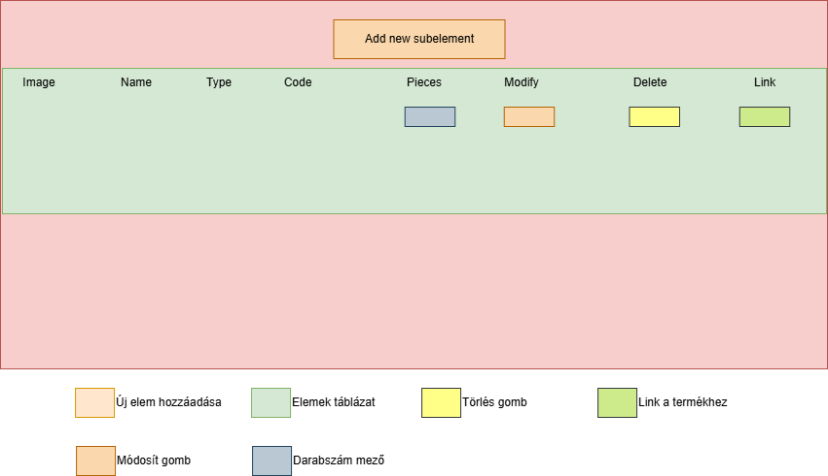 Add new subelement
Image Name Type Code Pieces Modify Delete Link
Új elem hozzáadása Elemek táblázat Törlés gomb Link a termékhez
Módosít gomb Darabszám mező